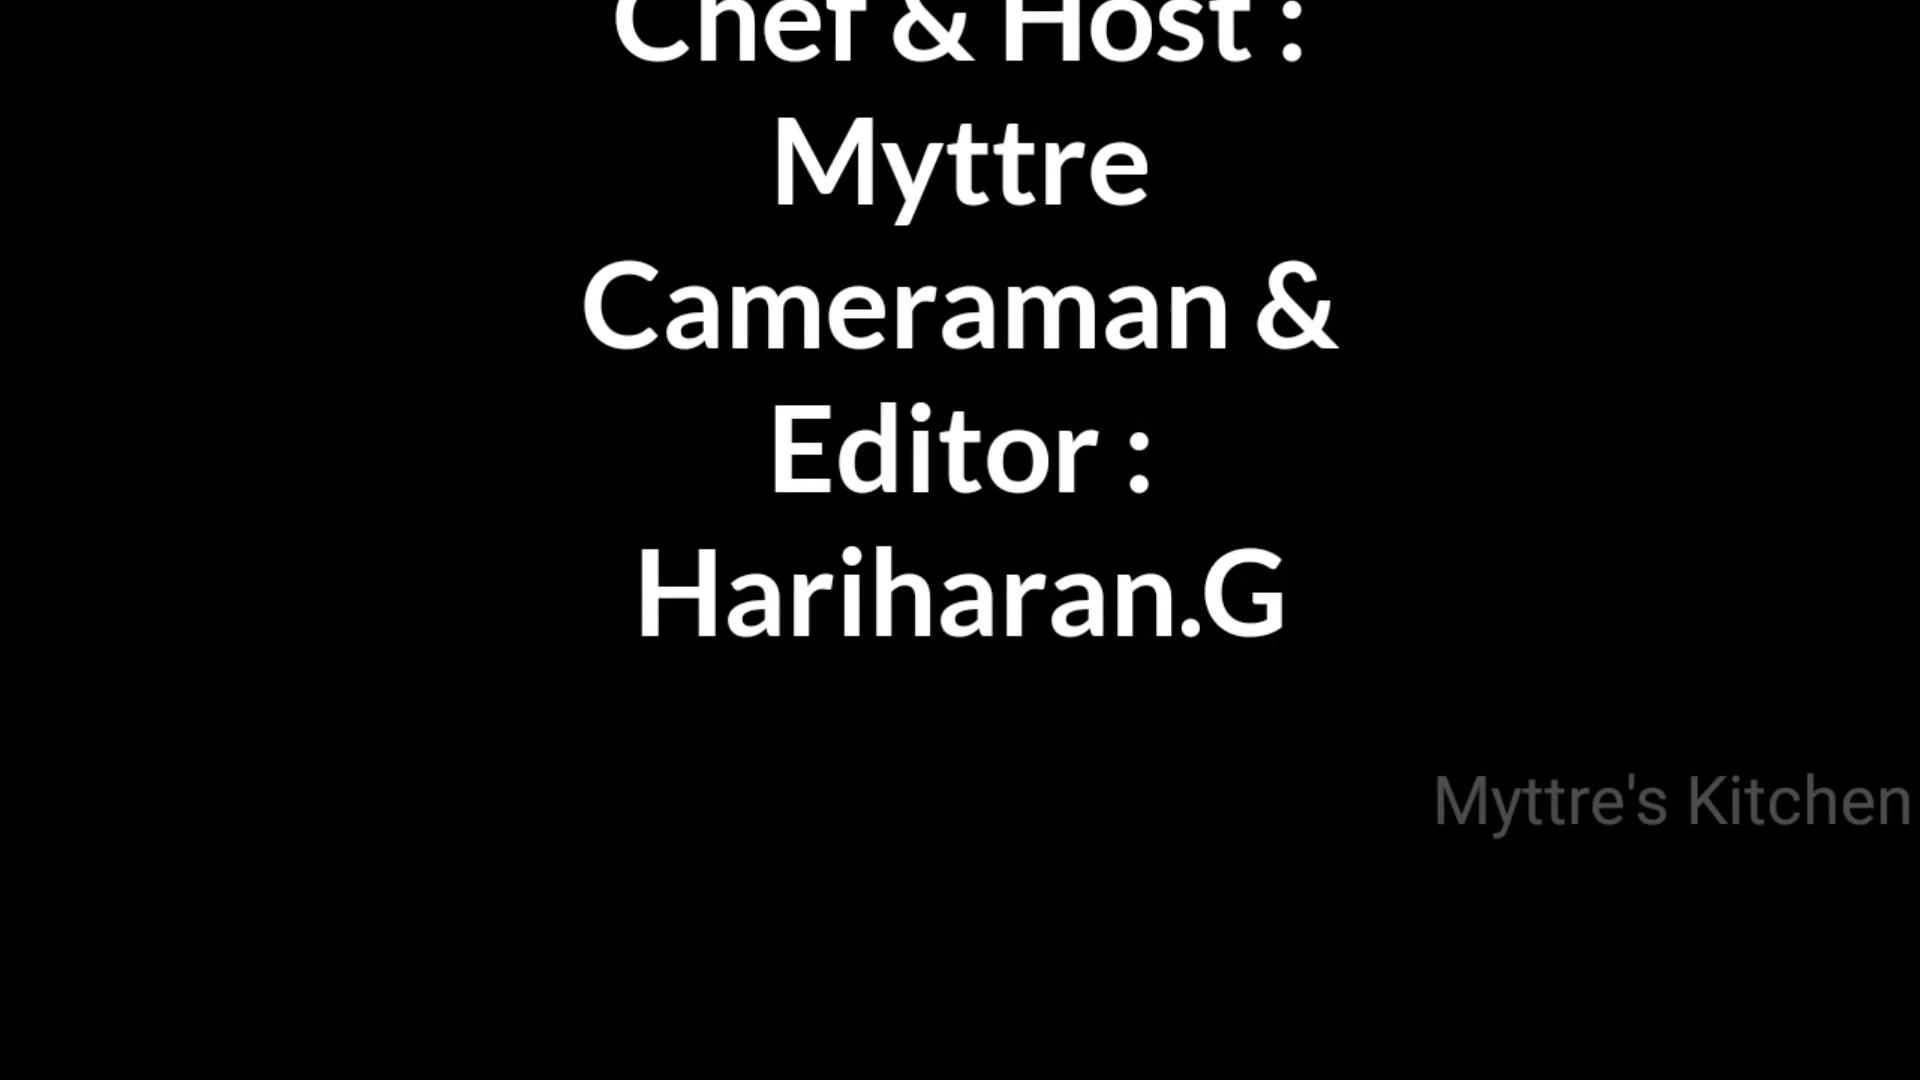 Chef & Host :
Myttre
Cameraman &
Editor :
Hariharan.G
Myttre's Kitchen